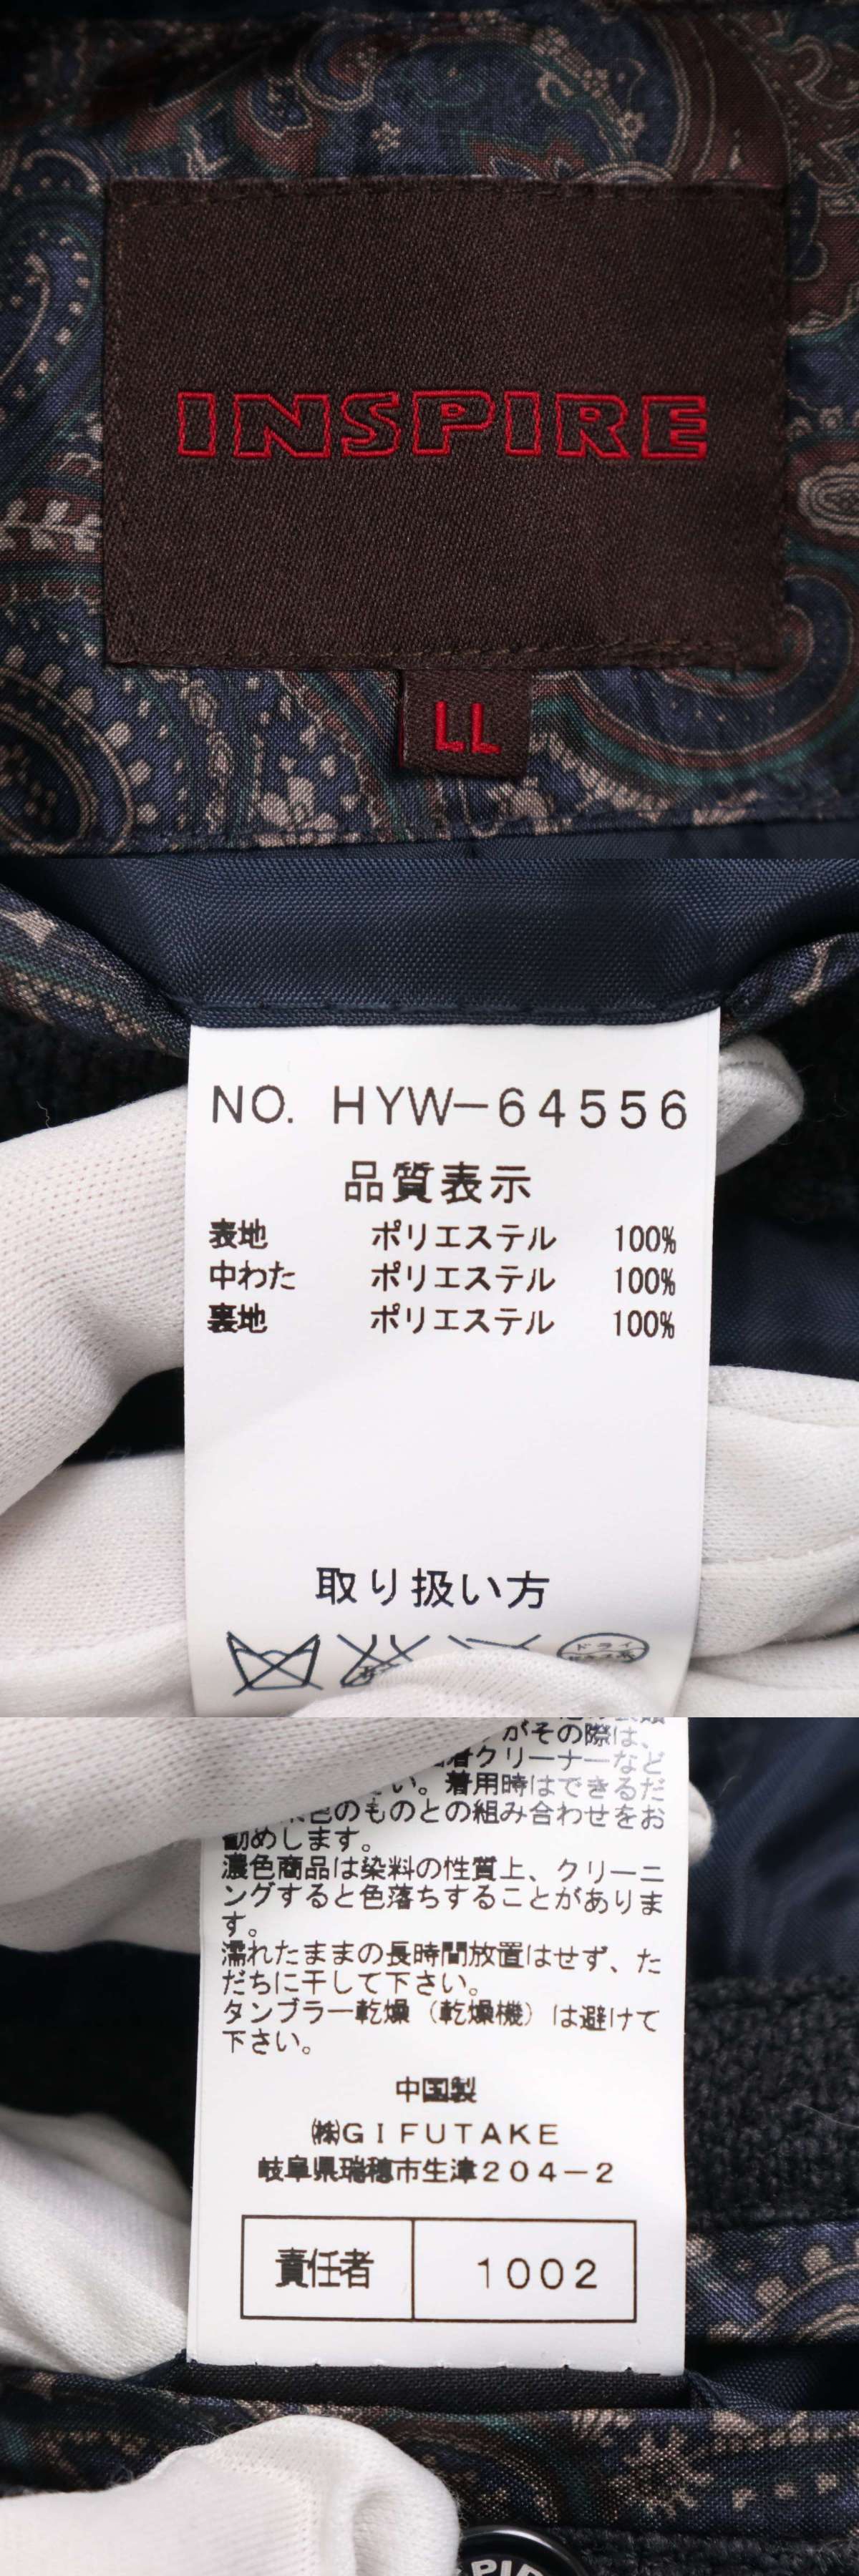 INSPIRE
LL
NO. HYW-64556
品質表示
表地 ポリエステル 100%
中わた ポリエステル 100%
裏地 ポリエステル 100%
取り扱い方
ドライ
がその際は、
着クリーナーなど
い。着用時はできるだ
色のものとの組み合わせをお
勧めします。
濃色商品は染料の性質上、クリーニ
ングすると色落ちすることがありま
す。
濡れたままの長時間放置はせず、た
だちに干して下さい。
タンブラー乾燥（乾燥機）は避けて
下さい。
中国製
㈱GIFUTAKE
岐阜県瑞穂市生津204-2
責任者 1002